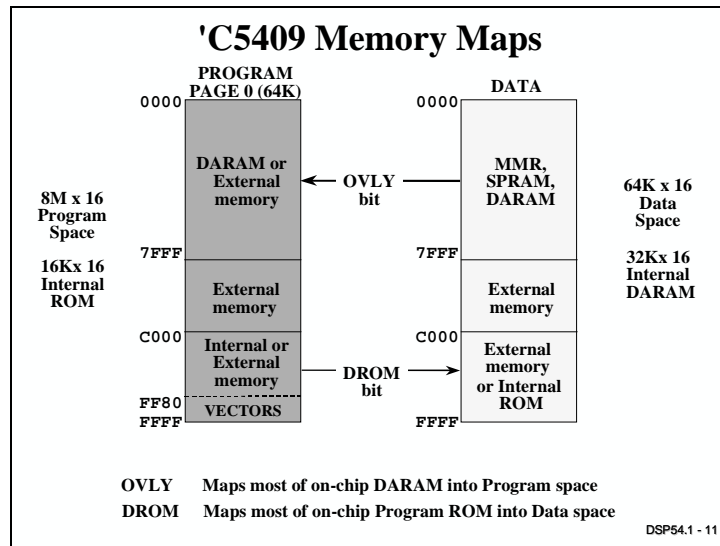 'C5409 Memory Maps
PROGRAM
PAGE 0 (64K)
DATA
0000
0000
DARAM or
External
memory
OVLY
bit
MMR,
SPRAM,
DARAM
8M x 16
Program
Space
16Kx 16
Internal
ROM
64K x 16
Data
Space
32Kx 16
Internal
DARAM
7FFF
7FFF
External
memory
External
memory
C000
C000
Internal or
External
memory
DROM
bit
External
memory
or Internal
ROM
FF80
VECTORS
FFFF
FFFF
OVLY Maps most of on-chip DARAM into Program space
DROM Maps most of on-chip Program ROM into Data space
DSP54.1 - 11